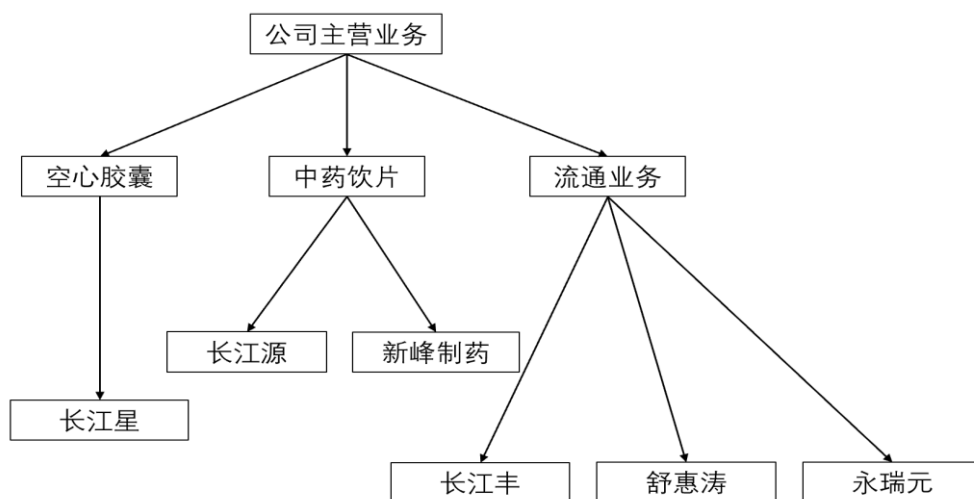 公司主营业务
空心胶囊
中药饮片
流通业务
长江源
新峰制药
长江星
长江丰
舒惠涛
永瑞元